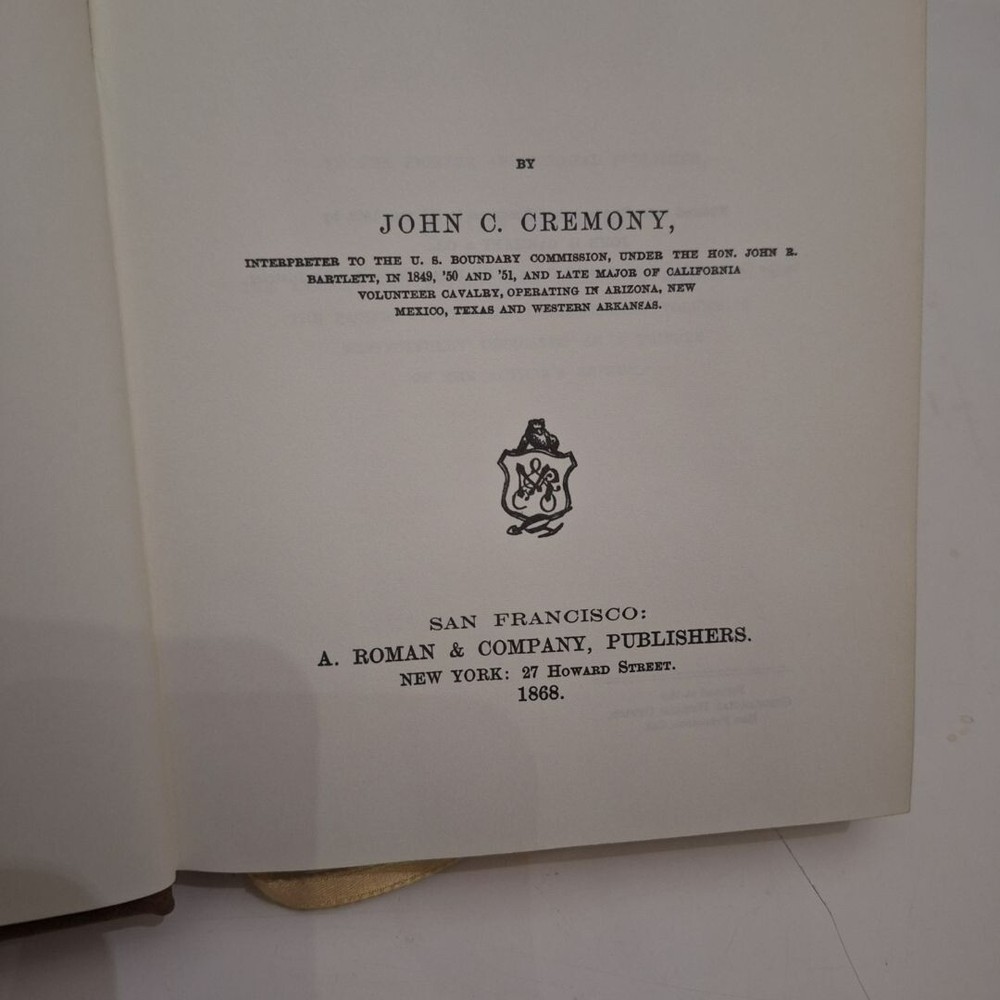 BY
JOHN C. CREMONY,
INTERPRETER TO THE U. S. BOUNDARY COMMISSION, UNDER THE HON. JOHN R.
BARTLETT, IN 1849, '50 AND '51, AND LATE MAJOR OF CALIFORNIA
VOLUNTEER CAVALRY, OPERATING IN ARIZONA, NEW
MEXICO, TEXAS AND WESTERN ARKANSAS.
SAN FRANCISCO:
A. ROMAN & COMPANY, PUBLISHERS.
NEW YORK: 27 HOWARD STREET.
1868.